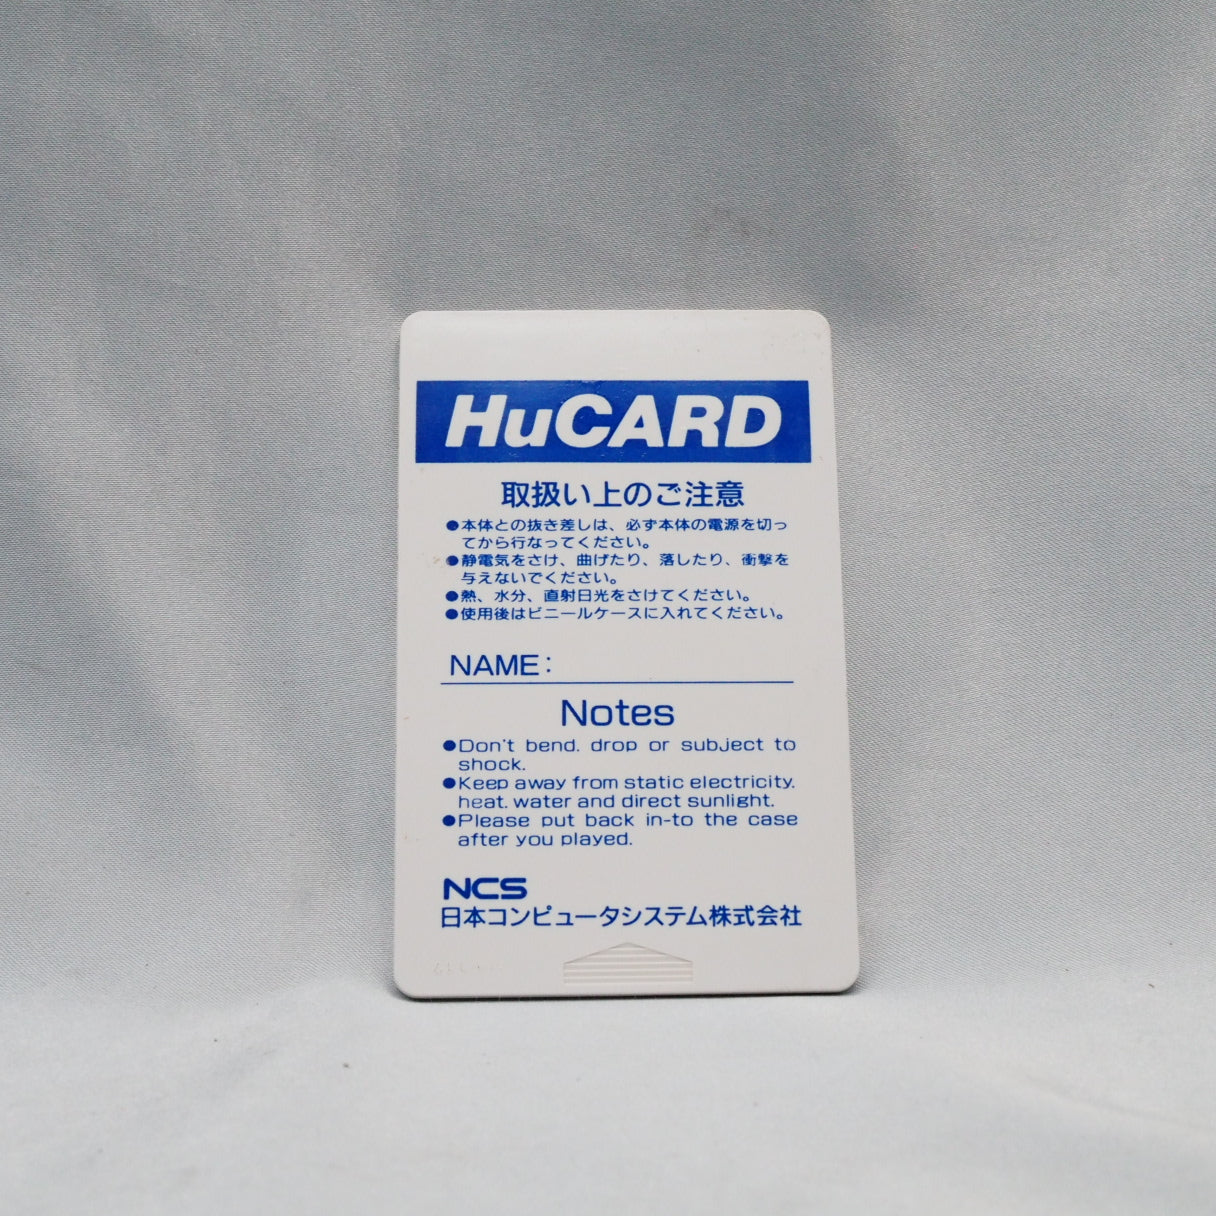 HuCARD
取扱い上のご注意
●本体との抜き差しは、必ず本体の電源を切っ
てから行なってください。
●静電気をさけ、曲げたり、落したり、衝撃を
与えないでください。
●熱、水分、直射日光をさけてください。
●使用後はビニールケースに入れてください。
NAME:
Notes
●Don't bend. drop or subject to
shock.
●Keep away from static electricity.
heat. water and direct sunlight.
●Please put back in-to the case
after you played.
NCS
日本コンピュータシステム株式会社